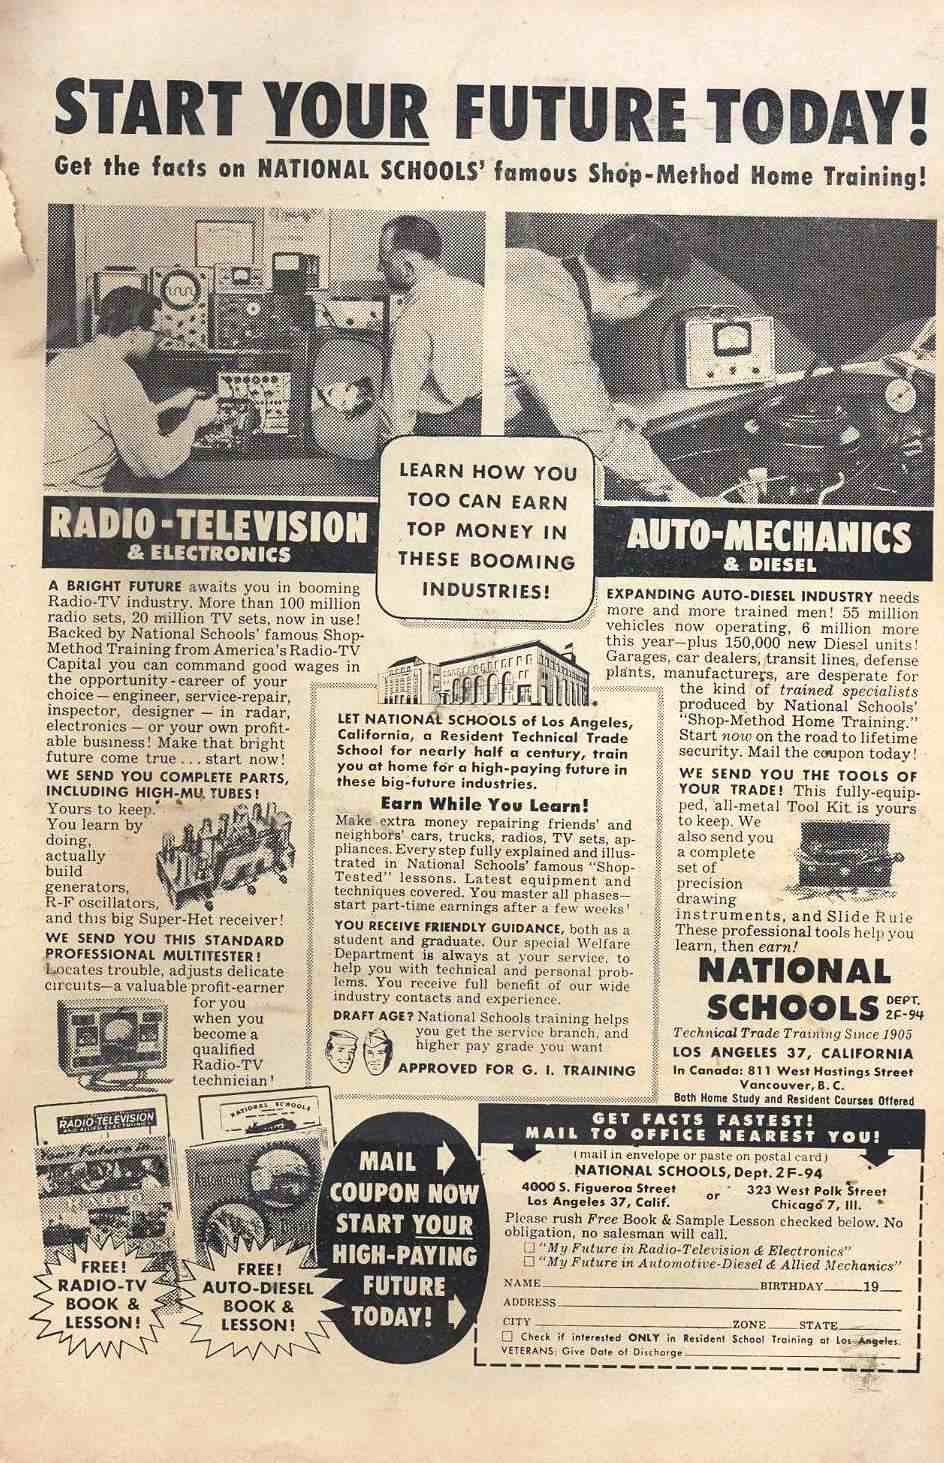 START YOUR FUTURE TODAY!
Get the facts on NATIONAL SCHOOLS' famous Shop-Method Home Training!
LEARN HOW YOU
TOO CAN EARN
TOP MONEY IN
THESE BOOMING
INDUSTRIES!
RADIO-TELEVISION
& ELECTRONICS
A BRIGHT FUTURE awaits you in booming
Radio-TV industry. More than 100 million
radio sets, 20 million TV sets, now in use!
Backed by National Schools' famous Shop-
Method Training from America's Radio-TV
Capital you can command good wages in
the opportunity-career of your
choice—engineer, service-repair,
inspector, designer — in radar,
electronics — or your own profit-
able business! Make that bright
future come true . . . start now!
WE SEND YOU COMPLETE PARTS,
INCLUDING HIGH-MU TUBES!
Yours to keep.
You learn by
doing,
actually
build
generators,
R-F oscillators,
and this big Super-Het receiver!
WE SEND YOU THIS STANDARD
PROFESSIONAL MULTITESTER!
Locates trouble, adjusts delicate
circuits—a valuable profit-earner
for you
when you
become a
qualified
Radio-TV
technician!
LET NATIONAL SCHOOLS of Los Angeles,
California, a Resident Technical Trade
School for nearly half a century, train
you at home for a high-paying future in
these big-future industries.
Earn While You Learn!
Make extra money repairing friends' and
neighbors' cars, trucks, radios, TV sets, ap-
pliances. Every step fully explained and illus-
trated in National Schools' famous "Shop-
Tested" lessons. Latest equipment and
techniques covered. You master all phases—
start part-time earnings after a few weeks!
YOU RECEIVE FRIENDLY GUIDANCE, both as a
student and graduate. Our special Welfare
Department is always at your service, to
help you with technical and personal prob-
lems. You receive full benefit of our wide
industry contacts and experience.
DRAFT AGE? National Schools training helps
you get the service branch, and
higher pay grade you want
APPROVED FOR G. I. TRAINING
AUTO-MECHANICS
& DIESEL
EXPANDING AUTO-DIESEL INDUSTRY needs
more and more trained men! 55 million
vehicles now operating, 6 million more
this year—plus 150,000 new Diesel units!
Garages, car dealers, transit lines, defense
plants, manufacturers, are desperate for
the kind of trained specialists
produced by National Schools'
"Shop-Method Home Training."
Start now on the road to lifetime
security. Mail the coupon today!
WE SEND YOU THE TOOLS OF
YOUR TRADE! This fully-equip-
ped, all-metal Tool Kit is yours
to keep. We
also send you
a complete
set of
precision
drawing
instruments, and Slide Rule
These professional tools help you
learn, then earn!
NATIONAL
SCHOOLS DEPT.
2F-94
Technical Trade Training Since 1905
LOS ANGELES 37, CALIFORNIA
In Canada: 811 West Hastings Street
Vancouver, B. C.
Both Home Study and Resident Courses Offered
RADIO-TELEVISION
Your Future in
RADIO
NATIONAL SCHOOLS
FREE!
RADIO-TV
BOOK &
LESSON!
FREE!
AUTO-DIESEL
BOOK &
LESSON!
MAIL
COUPON NOW
START YOUR
HIGH-PAYING
FUTURE
TODAY!
GET FACTS FASTEST!
MAIL TO OFFICE NEAREST YOU!
(mail in envelope or paste on postal card)
NATIONAL SCHOOLS, Dept. 2F-94
4000 S. Figueroa Street or 323 West Polk Street
Los Angeles 37, Calif. Chicago 7, Ill.
Please rush Free Book & Sample Lesson checked below. No
obligation, no salesman will call.
☐ "My Future in Radio-Television & Electronics"
☐ "My Future in Automotive-Diesel & Allied Mechanics"
NAME BIRTHDAY 19
ADDRESS
CITY ZONE STATE
☐ Check if interested ONLY in Resident School Training at Los Angeles.
VETERANS: Give Date of Discharge